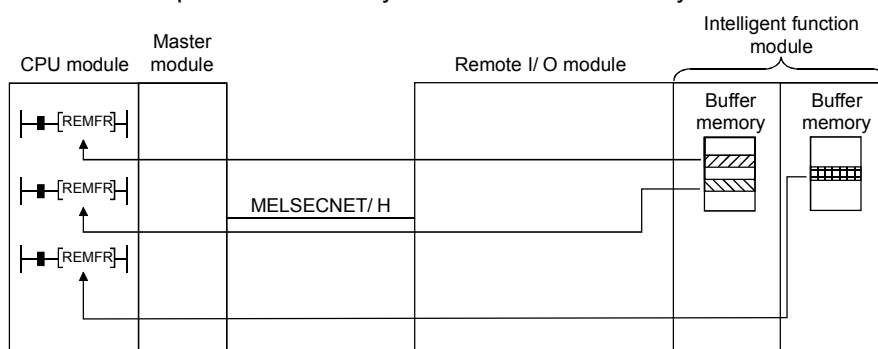 Intelligent function
module
Master
module
CPU module
Remote I/ O module
Buffer
memory
Buffer
memory
REMFR
REMFR
MELSECNET/ H
REMFR